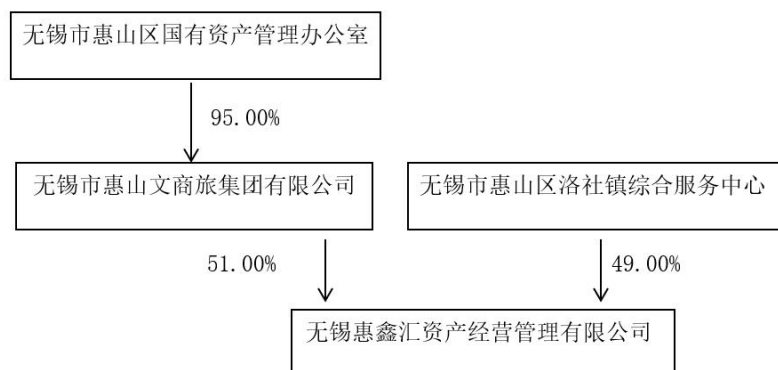 无锡市惠山区国有资产管理办公室
95.00%
无锡市惠山文商旅集团有限公司
无锡市惠山区洛社镇综合服务中心
51.00%
49.00%
无锡惠鑫汇资产经营管理有限公司